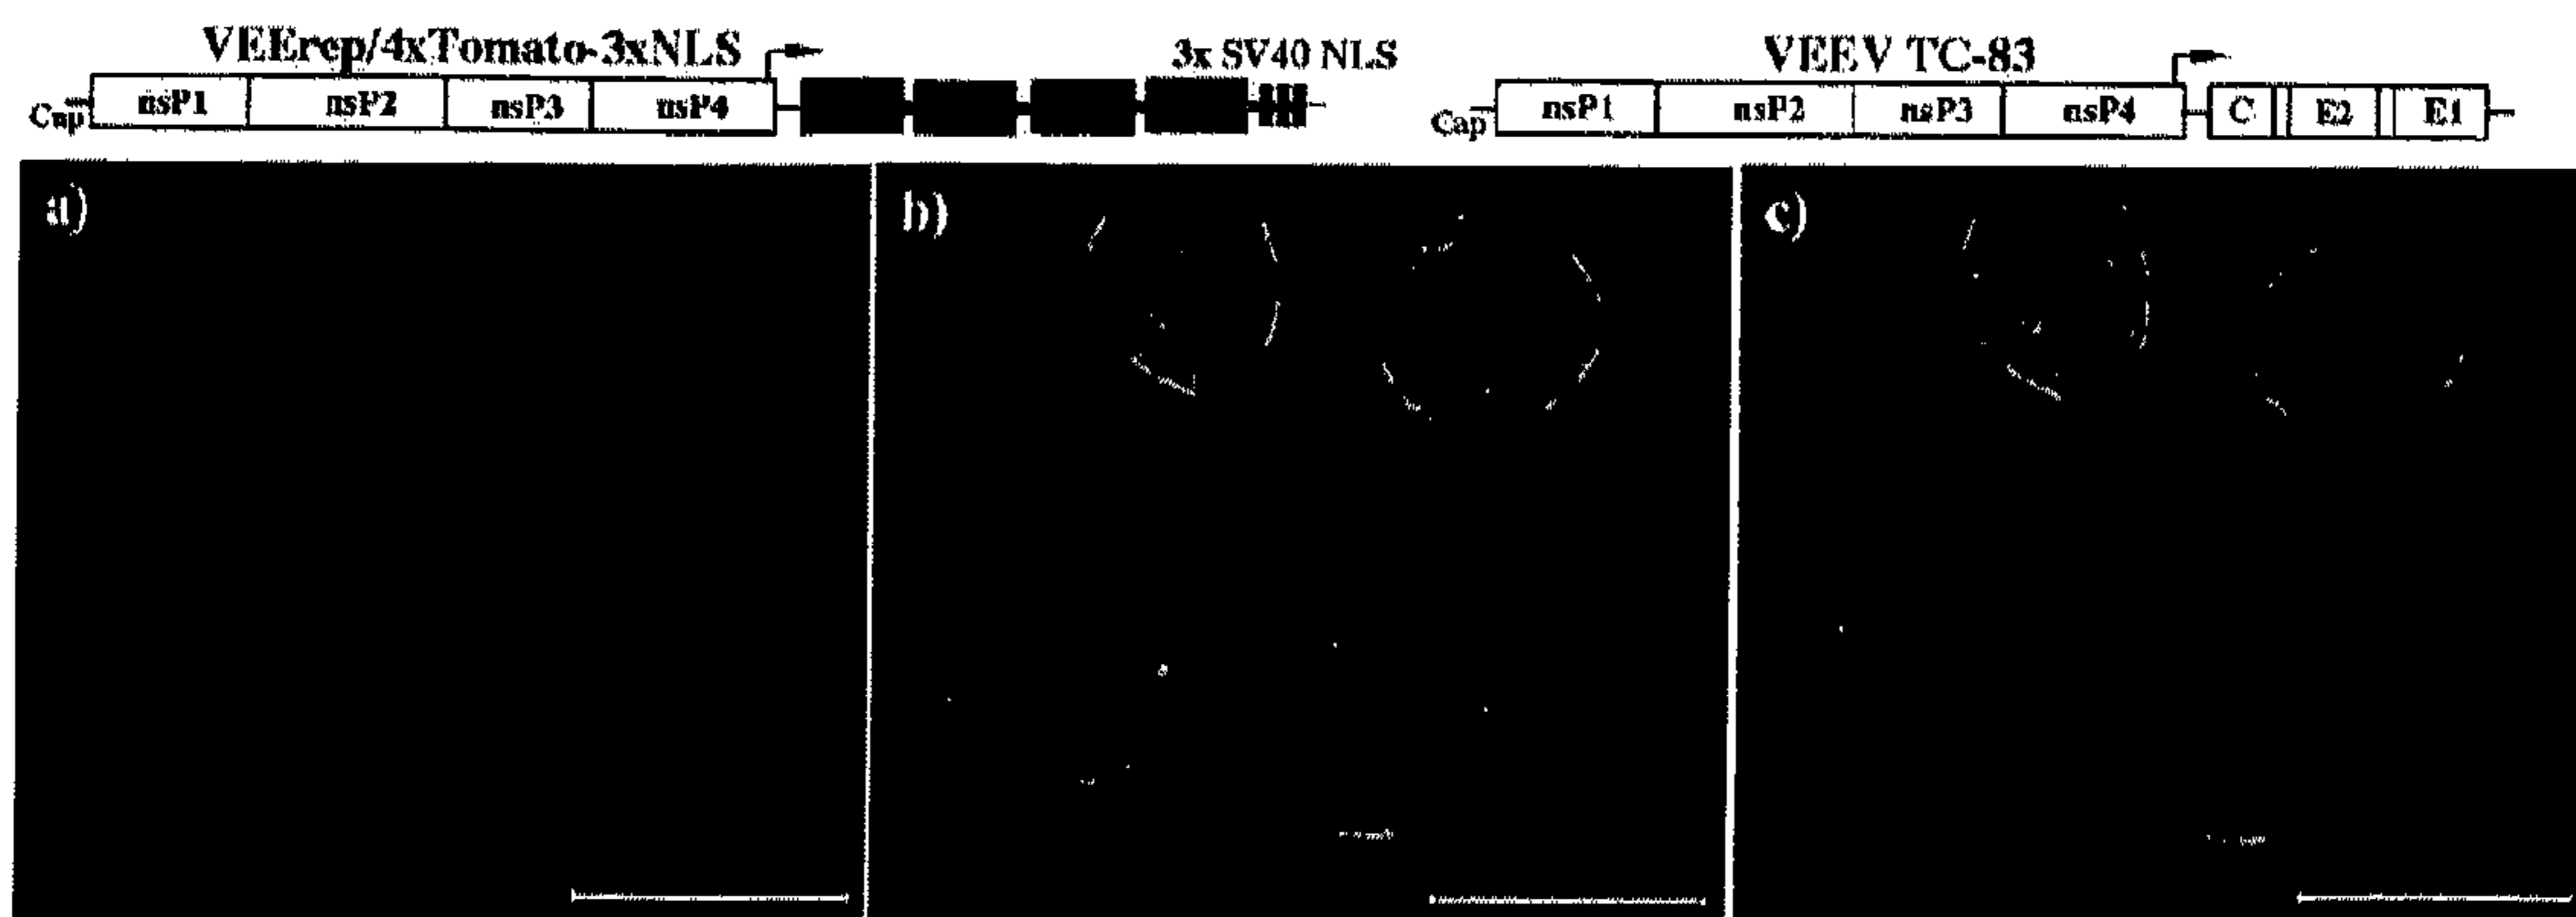 VEErep/4xTomato-3xNLS
3x SV40 NLS
VEEV TC-83
Cap nsP1 nsP2 nsP3 nsP4
Cap nsP1 nsP2 nsP3 nsP4 C E2 E1
a) b) c)